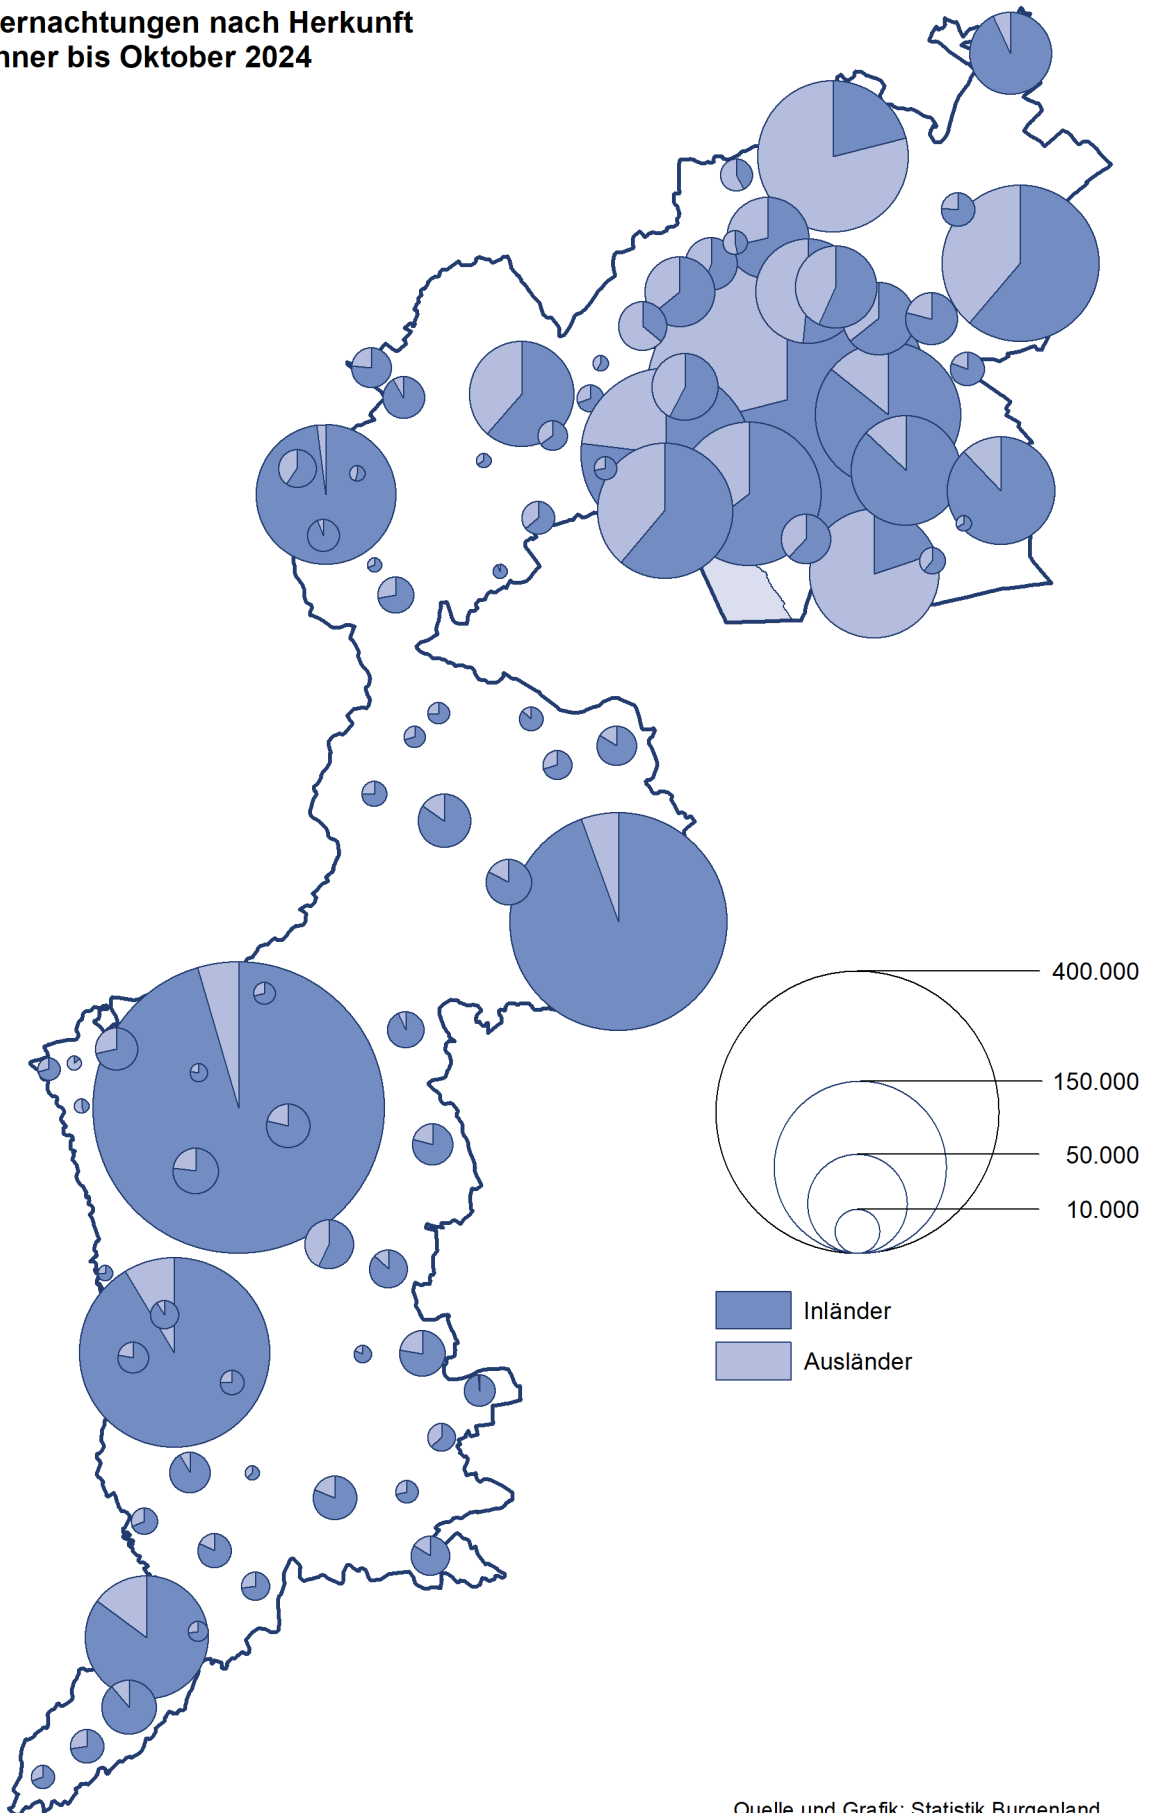 ernachtungen nach Herkunft
nner bis Oktober 2024
400.000
150.000
50.000
10.000
Inländer
Ausländer
Quelle und Grafik: Statistik Burgenland